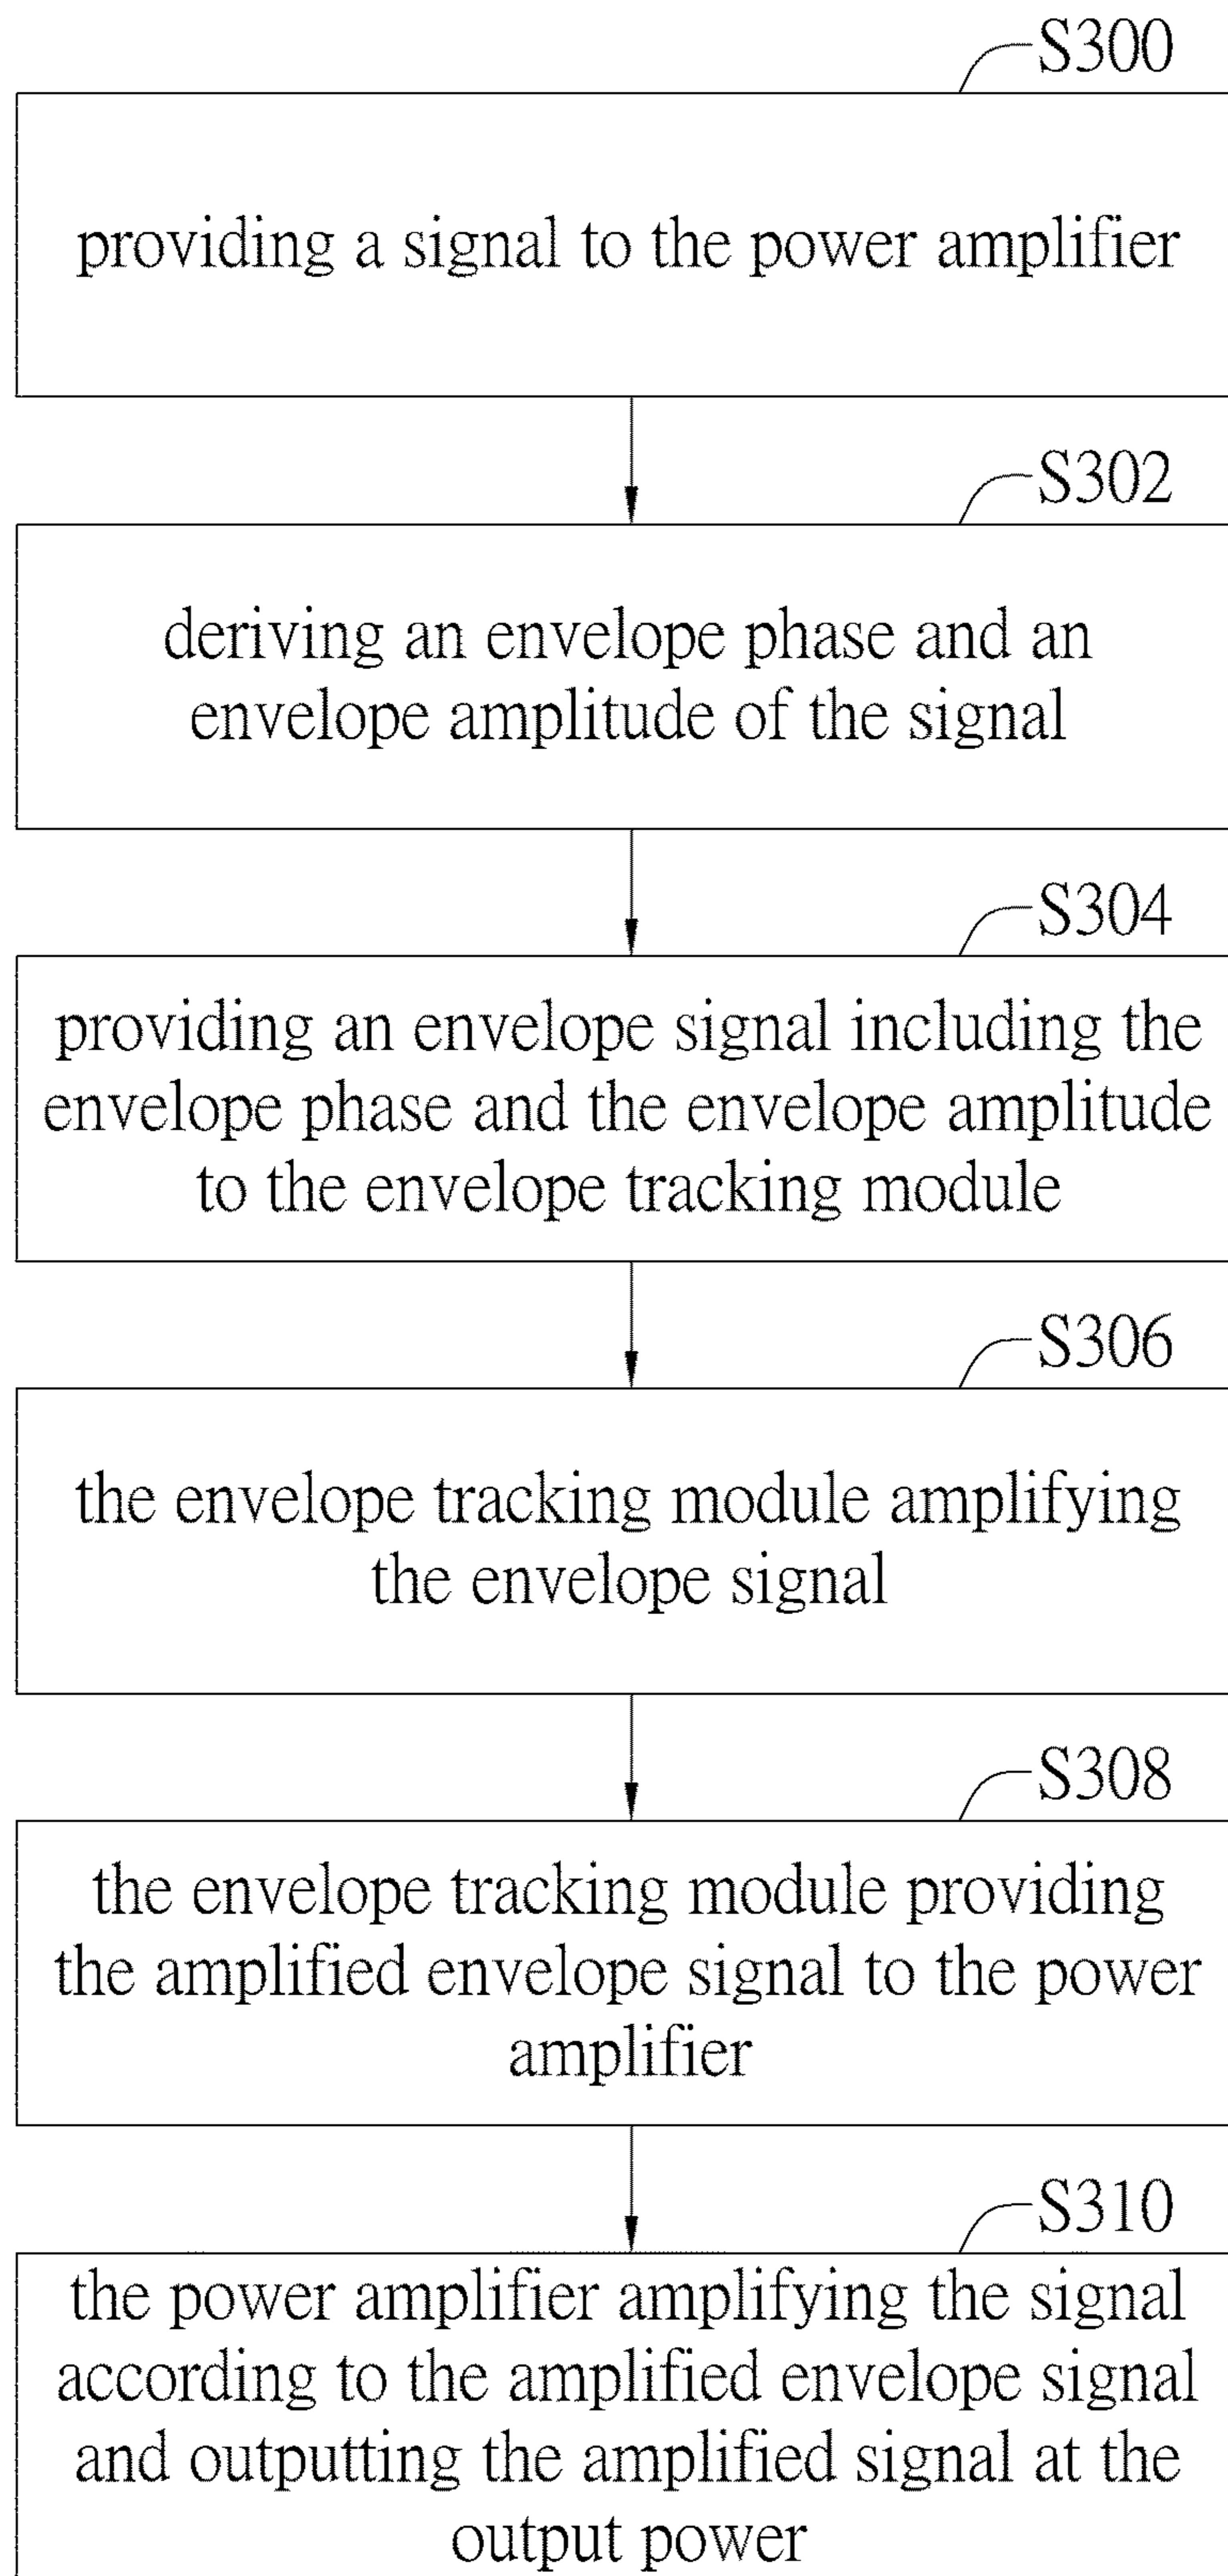 S300
providing a signal to the power amplifier
S302
deriving an envelope phase and an
envelope amplitude of the signal
S304
providing an envelope signal including the
envelope phase and the envelope amplitude
to the envelope tracking module
S306
the envelope tracking module amplifying
the envelope signal
S308
the envelope tracking module providing
the amplified envelope signal to the power
amplifier
S310
the power amplifier amplifying the signal
according to the amplified envelope signal
and outputting the amplified signal at the
output power